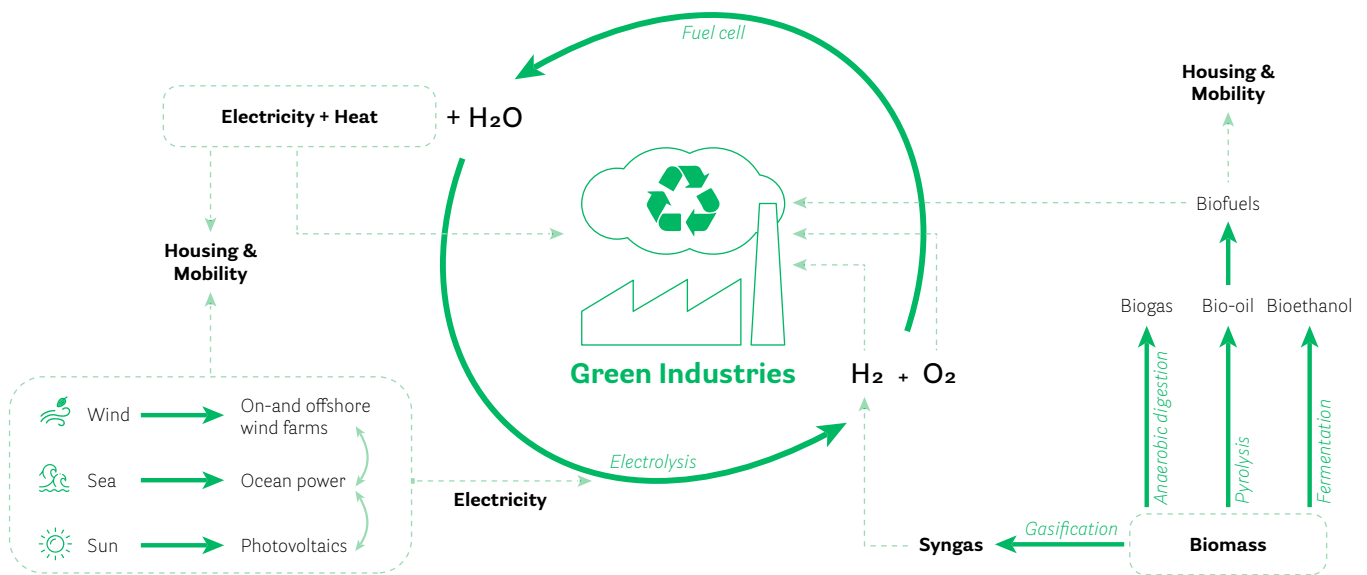 Fuel cell
Housing &
Mobility
Electricity + Heat
+ H₂O
Biofuels
Housing &
Mobility
Biogas
Bio-oil
Bioethanol
Green Industries
H₂ + O₂
Wind
On-and offshore
wind farms
Sea
Ocean power
Sun
Photovoltaics
Electricity
Electrolysis
Anaerobic digestion
Pyrolysis
Fermentation
Syngas
Gasification
Biomass